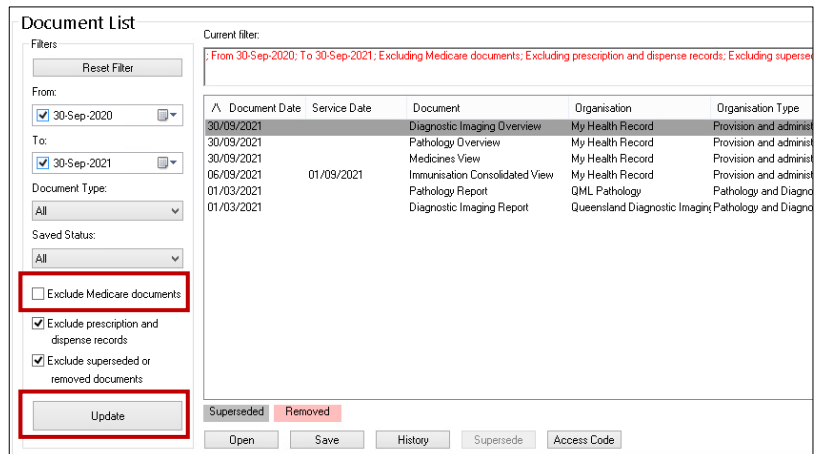 Document List
Filters
Reset Filter
From:
30-Sep-2020
To:
30-Sep-2021
Document Type:
All
Saved Status:
All
Exclude Medicare documents
Exclude prescription and
dispense records
Exclude superseded or
removed documents
Update
Current filter:
; From 30-Sep-2020; To 30-Sep-2021; Excluding Medicare documents; Excluding prescription and dispense records; Excluding supersed
Document Date Service Date Document Organisation Organisation Type
30/09/2021 Diagnostic Imaging Overview My Health Record Provision and administ
30/09/2021 Pathology Overview My Health Record Provision and administ
30/09/2021 Medicines View My Health Record Provision and administ
06/09/2021 01/09/2021 Immunisation Consolidated View My Health Record Provision and administ
01/03/2021 Pathology Report QML Pathology Pathology and Diagno
01/03/2021 Diagnostic Imaging Report Queensland Diagnostic Imaging Pathology and Diagno
Superseded Removed
Open Save History Supersede Access Code